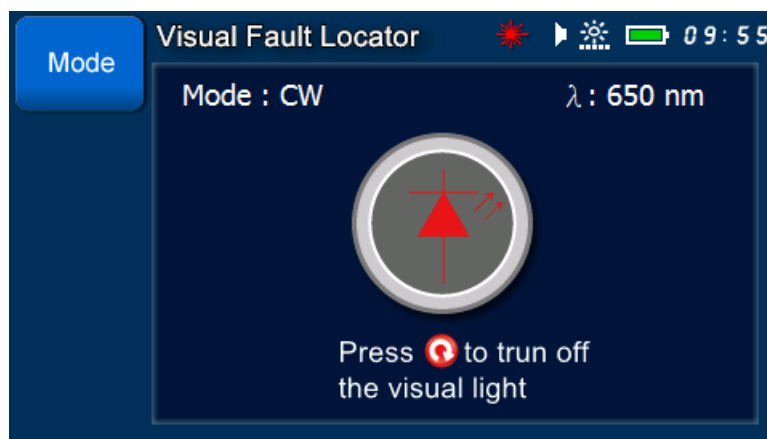 Mode
Visual Fault Locator 09:55
Mode : CW λ : 650 nm
Press to trun off
the visual light